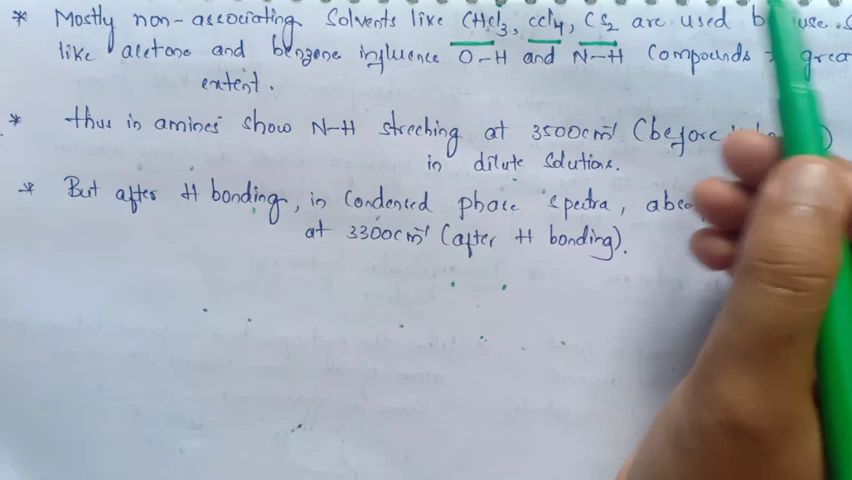 * Mostly non-associating Solvents like CHCl3, CCl4, CS2 are used
like acetone and benzene influence O-H and N-H Compounds
extent.
* thus in amines show N-H streching at 3500cm-1 (before
in dilute solutions.
* But after H bonding, in Condensed phase spectra,
at 3300cm-1 (after H bonding).